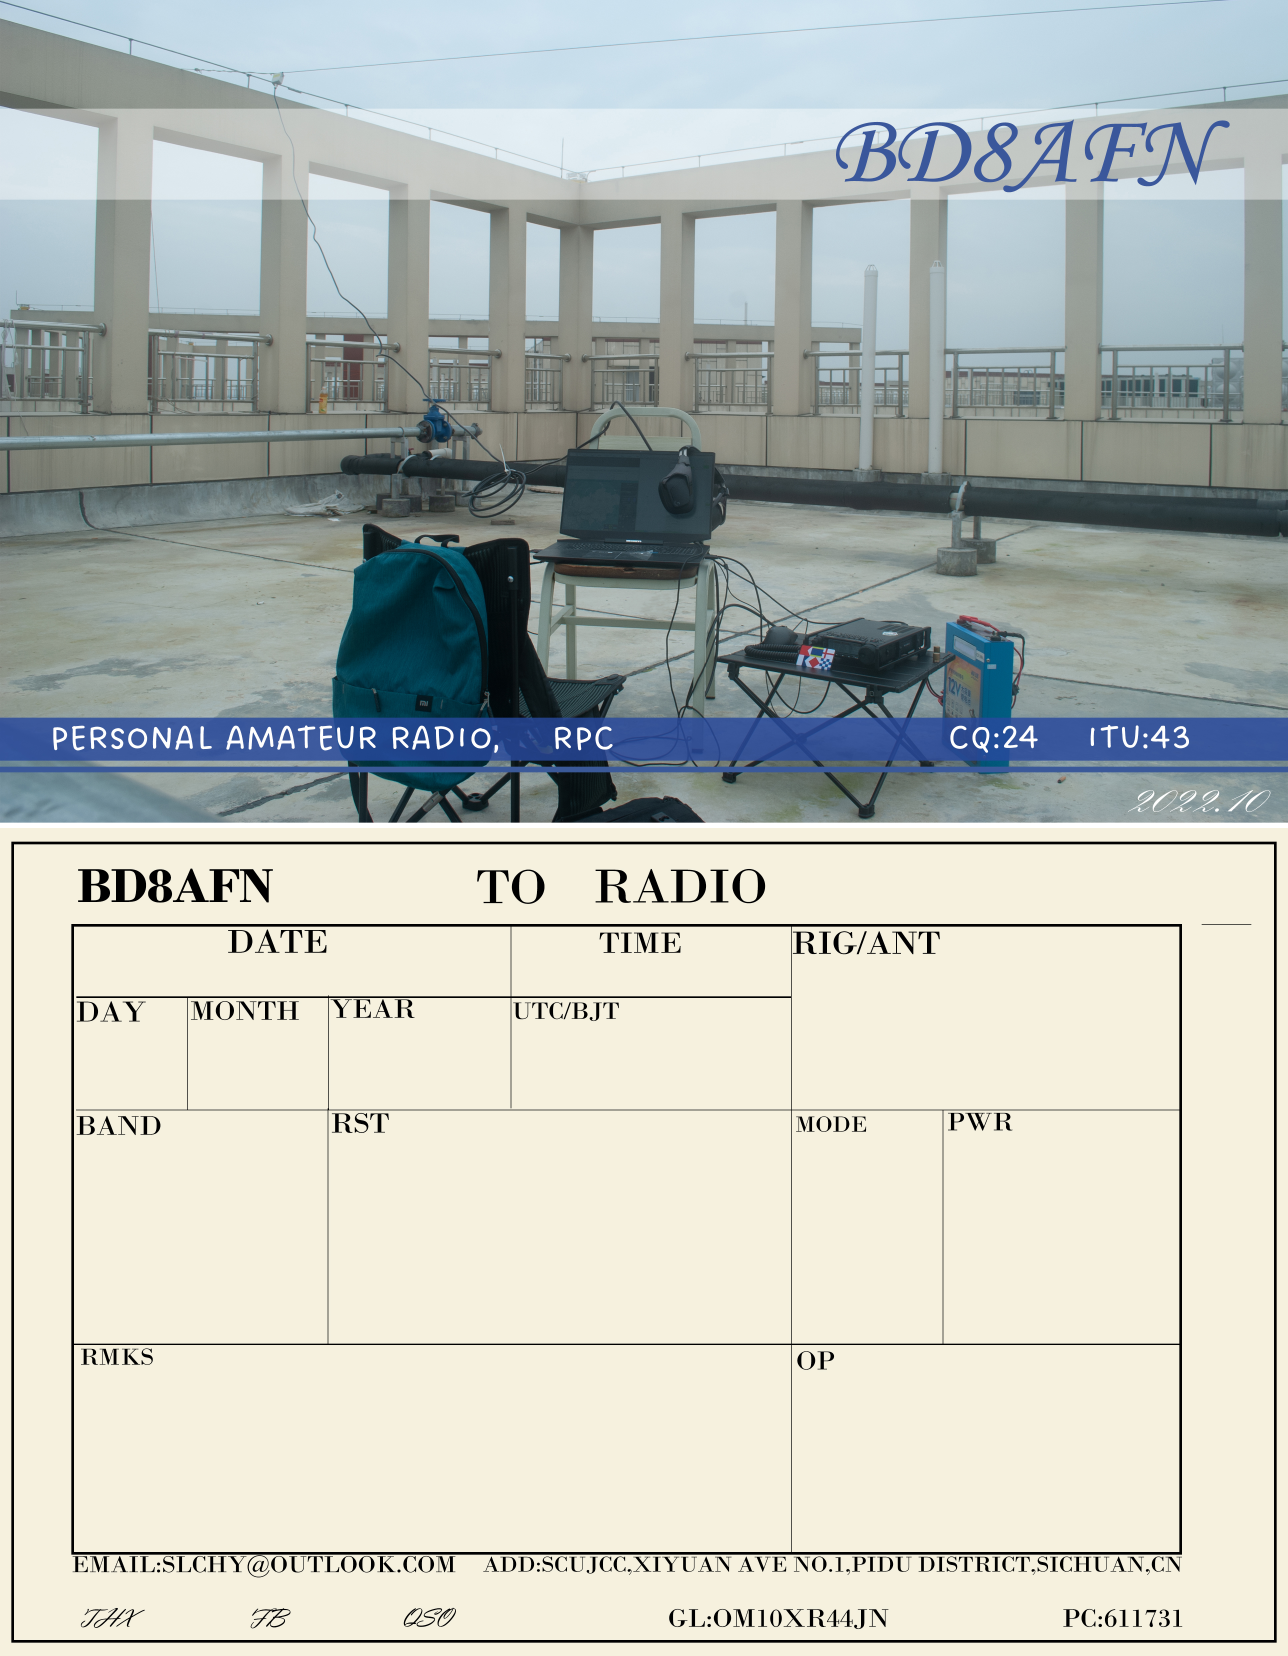 BD8AFN
12V
mi
PERSONAL AMATEUR RADIO, RPC CQ:24 ITU:43
2022.10
BD8AFN TO RADIO
DATE TIME RIG/ANT
DAY MONTH YEAR UTC/BJT
BAND RST MODE PWR
RMKS OP
EMAIL:SLCHY@OUTLOOK.COM ADD:SCUJCC,XIYUAN AVE NO.1,PIDU DISTRICT,SICHUAN,CN
THX FB QSO GL:OM10XR44JN PC:611731